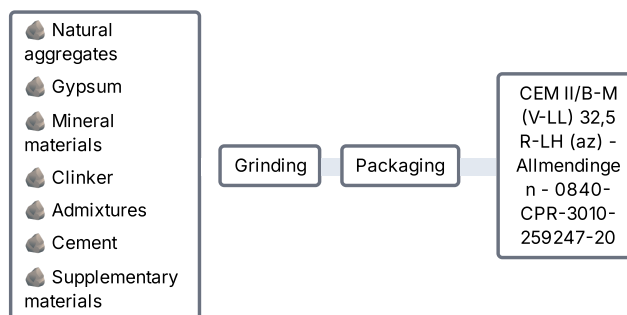 Natural
aggregates
Gypsum
Mineral
materials
Clinker
Admixtures
Cement
Supplementary
materials
Grinding
Packaging
CEM II/B-M
(V-LL) 32,5
R-LH (az) -
Allmendinge
n - 0840-
CPR-3010-
259247-20